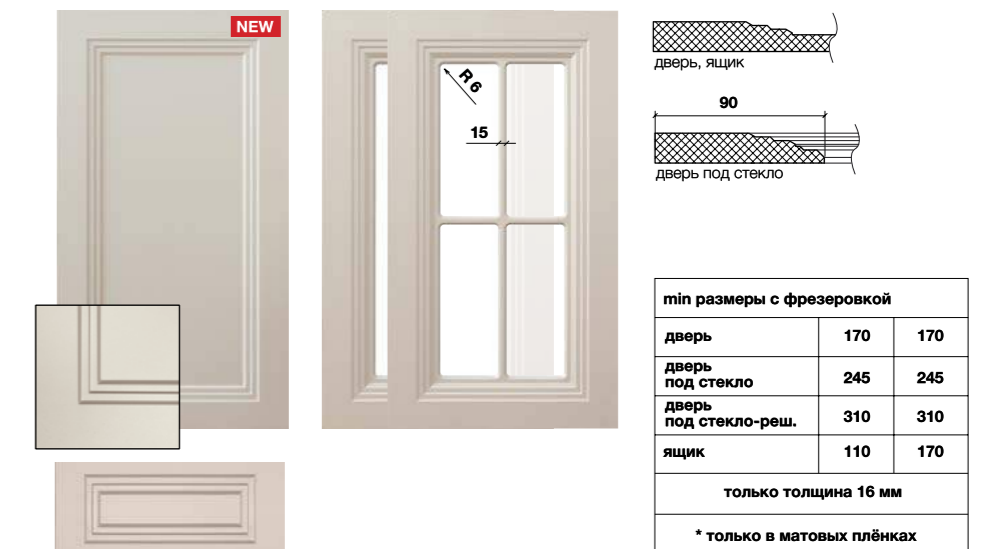 NEW
R 6
15
дверь, ящик
90
дверь под стекло
min размеры с фрезеровкой
дверь 170 170
дверь
под стекло 245 245
дверь
под стекло-реш. 310 310
ящик 110 170
только толщина 16 мм
* только в матовых плёнках